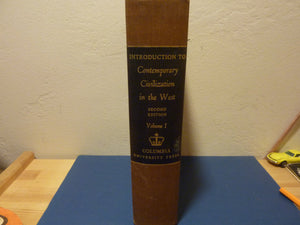 INTRODUCTION TO
Contemporary
Civilization
in the West
SECOND
EDITION
Volume I
COLUMBIA
UNIVERSITY PRESS